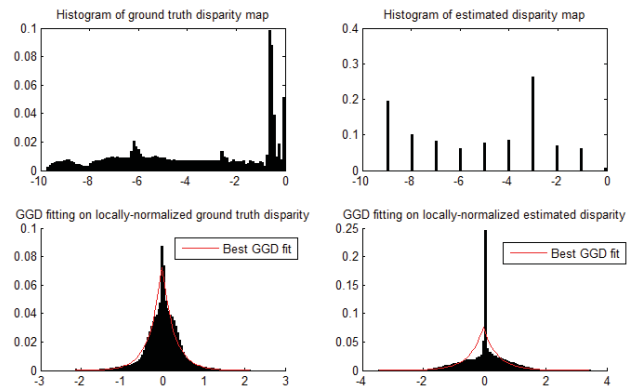 Histogram of ground truth disparity map
0.1
0.08
0.06
0.04
0.02
0
-10 -8 -6 -4 -2 0
Histogram of estimated disparity map
0.4
0.3
0.2
0.1
0
-10 -8 -6 -4 -2 0
GGD fitting on locally-normalized ground truth disparity
0.1
0.08
0.06
0.04
0.02
0
-3 -2 -1 0 1 2 3
Best GGD fit
GGD fitting on locally-normalized estimated disparity
0.25
0.2
0.15
0.1
0.05
0
-4 -2 0 2 4
Best GGD fit